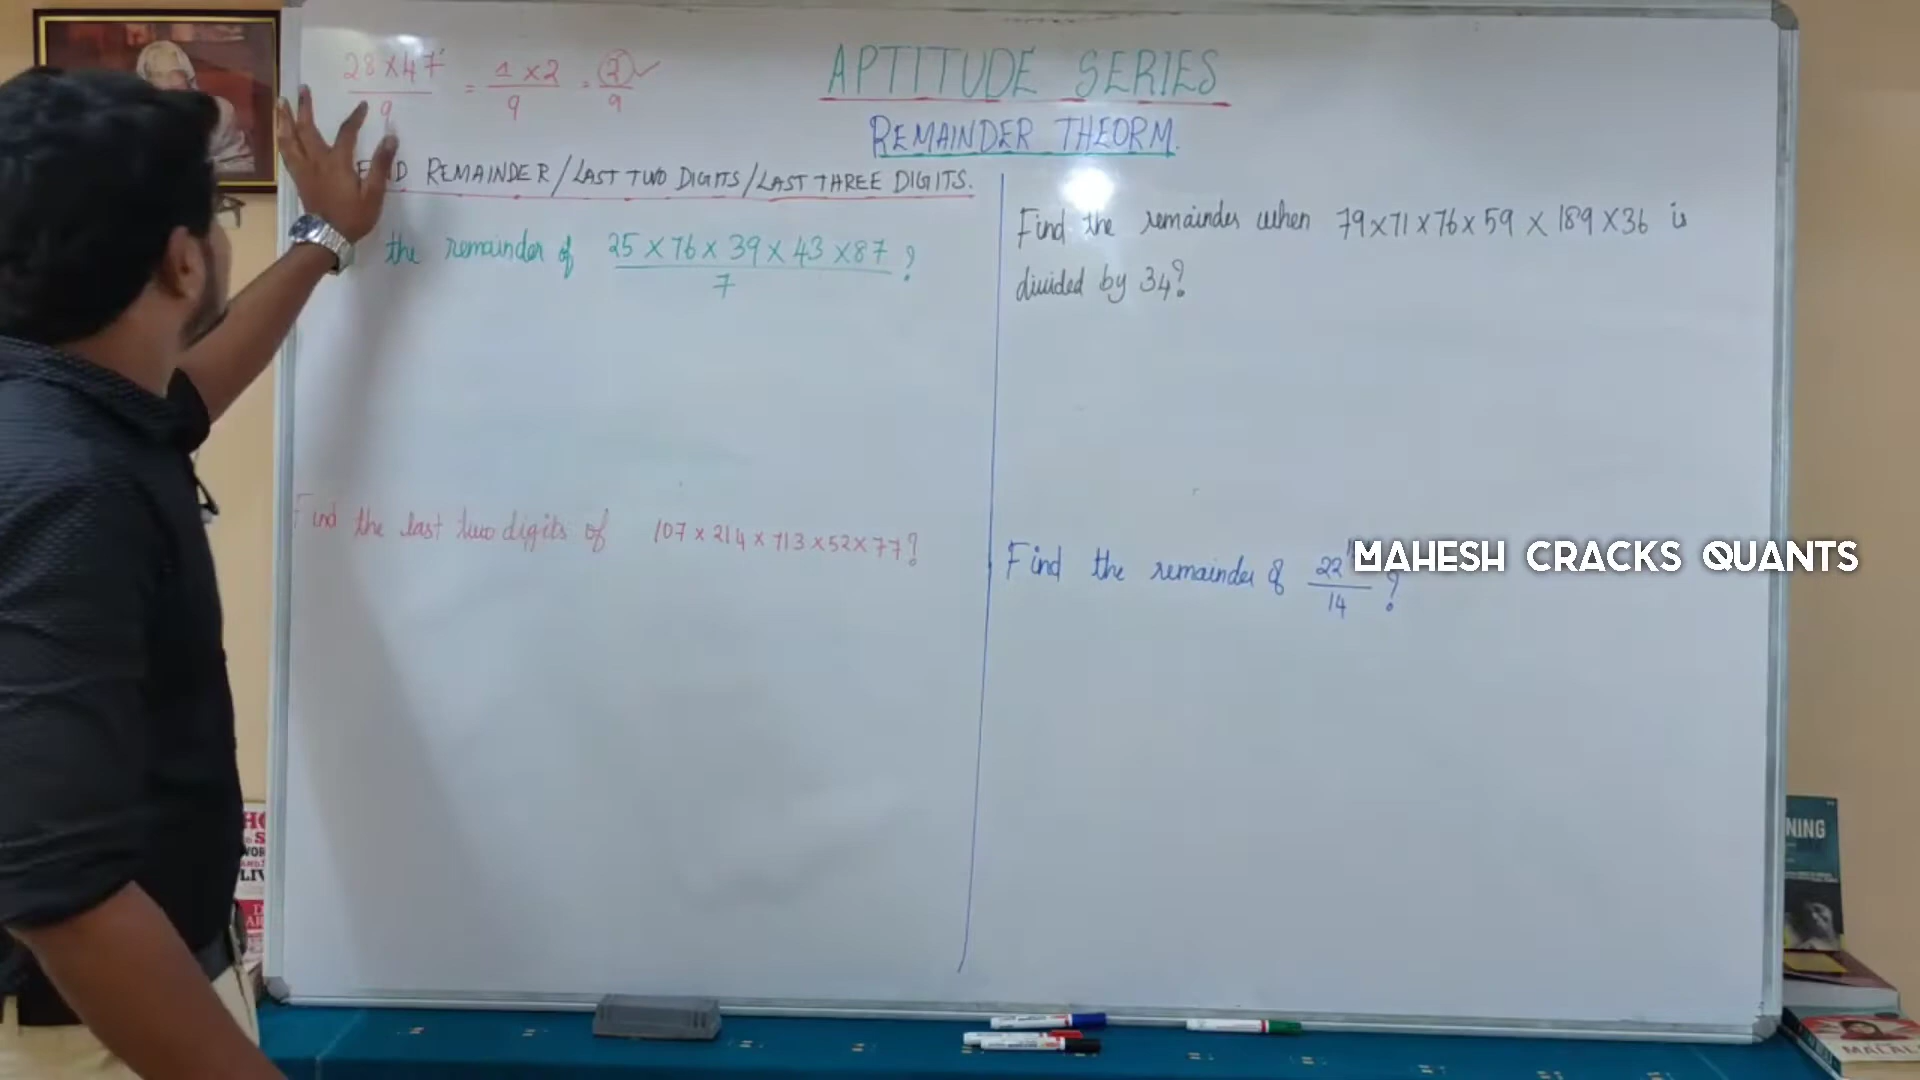 28 × 47 / 9 = 1 × 2 / 9 = 2 / 9 ✓
APTITUDE SERIES
REMAINDER THEORM.
REMAINDER / LAST TWO DIGITS / LAST THREE DIGITS.
the remainder of 25 × 76 × 39 × 43 × 87 / 7 ?
Find the last two digits of 107 × 214 × 713 × 52 × 77 ?
Find the remainder when 79 × 71 × 76 × 59 × 189 × 36 is
divided by 34?
Find the remainder of 22 / 14 ?
MAHESH CRACKS QUANTS
NING